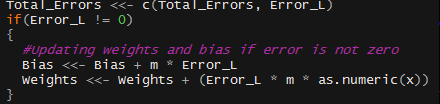 Total_Errors <<- c(Total_Errors, Error_L)
if(Error_L != 0)
{
#Updating weights and bias if error is not zero
Bias <<- Bias + m * Error_L
Weights <<- Weights + (Error_L * m * as.numeric(x))
}